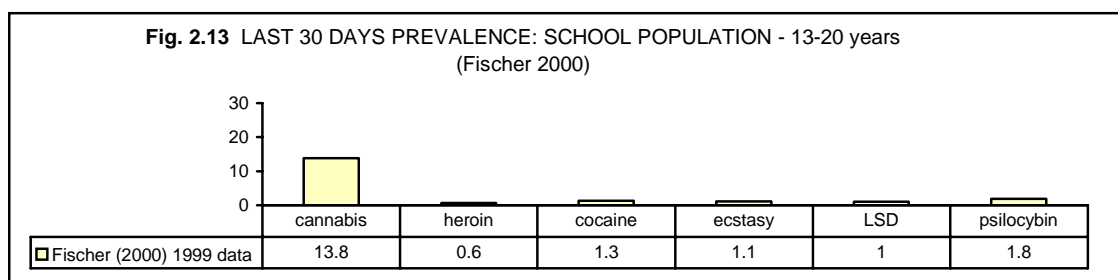 Fig. 2.13 LAST 30 DAYS PREVALENCE: SCHOOL POPULATION - 13-20 years
(Fischer 2000)
30
20
10
0
cannabis heroin cocaine ecstasy LSD psilocybin
Fischer (2000) 1999 data 13.8 0.6 1.3 1.1 1 1.8